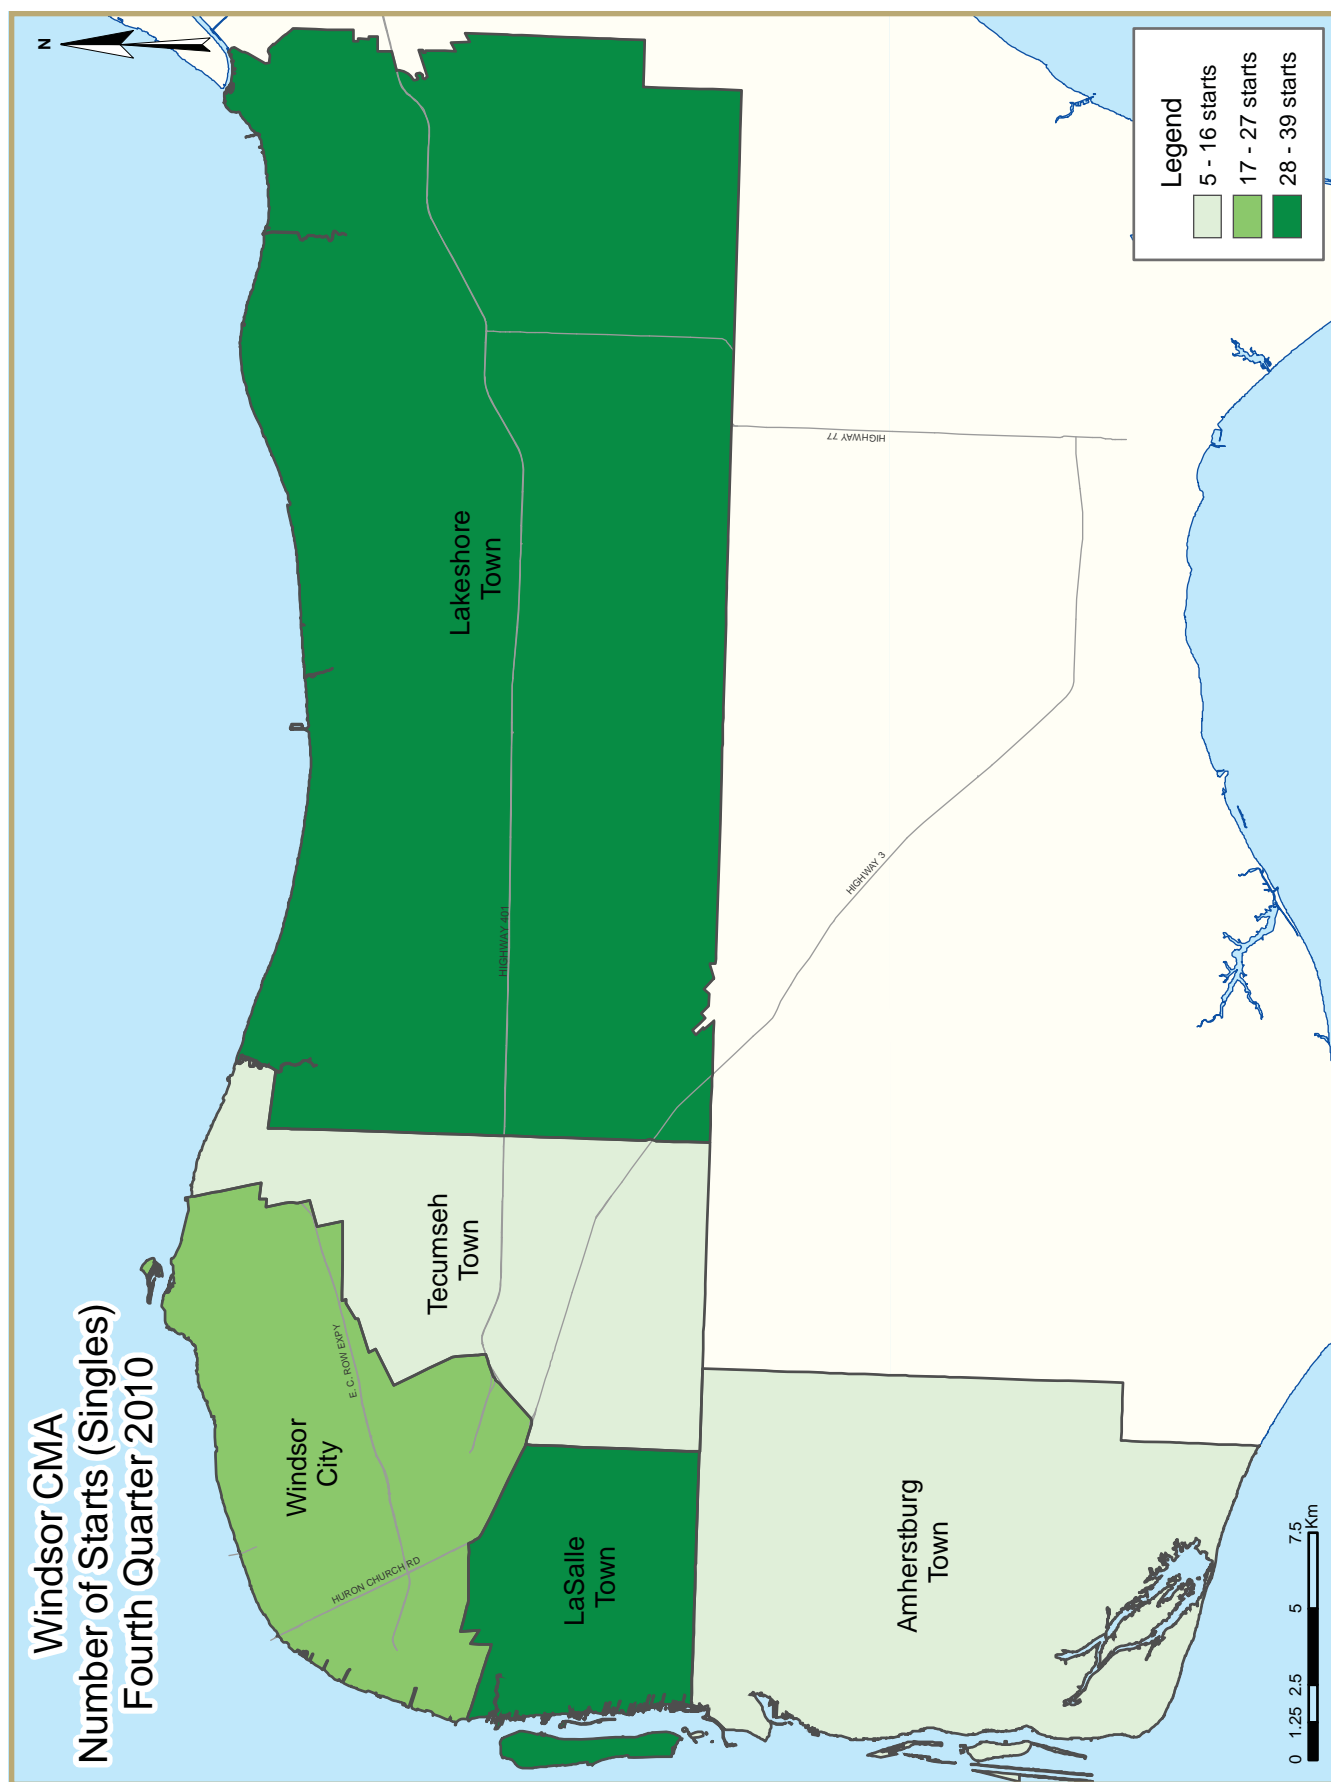 Windsor CMA
Number of Starts (Singles)
Fourth Quarter 2010
N
Windsor
City
E. C. ROW EXPY
HURON CHURCH RD
Tecumseh
Town
Lakeshore
Town
HIGHWAY 401
LaSalle
Town
Amherstburg
Town
HIGHWAY 3
HIGHWAY 77
0 1.25 2.5 5 7.5
Km
Legend
5 - 16 starts
17 - 27 starts
28 - 39 starts